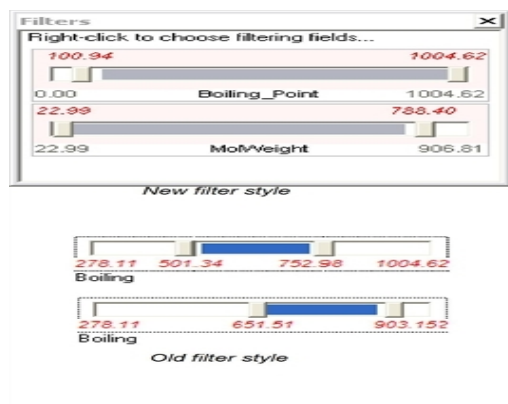 Filters
Right-click to choose filtering fields...
100.94 1004.62
0.00 Boiling_Point 1004.62
22.99 788.40
22.99 MolWeight 906.81
New filter style
278.11 501.34 752.98 1004.62
Boiling
278.11 651.51 903.152
Boiling
Old filter style